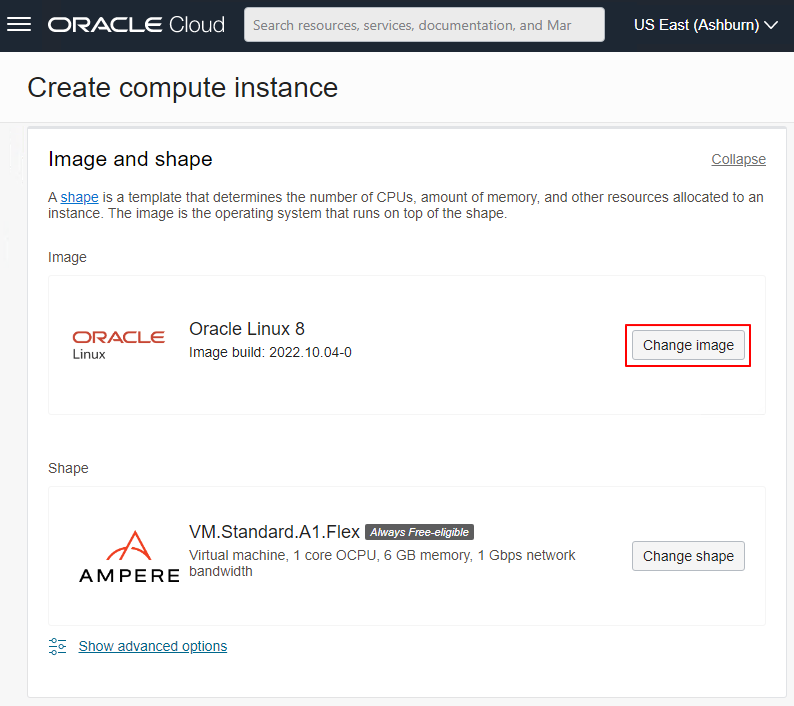 ORACLE Cloud
Search resources, services, documentation, and Mar
US East (Ashburn)
Create compute instance
Image and shape
Collapse
A shape is a template that determines the number of CPUs, amount of memory, and other resources allocated to an
instance. The image is the operating system that runs on top of the shape.
Image
ORACLE
Linux
Oracle Linux 8
Image build: 2022.10.04-0
Change image
Shape
AMPERE
VM.Standard.A1.Flex Always Free-eligible
Virtual machine, 1 core OCPU, 6 GB memory, 1 Gbps network
bandwidth
Change shape
Show advanced options